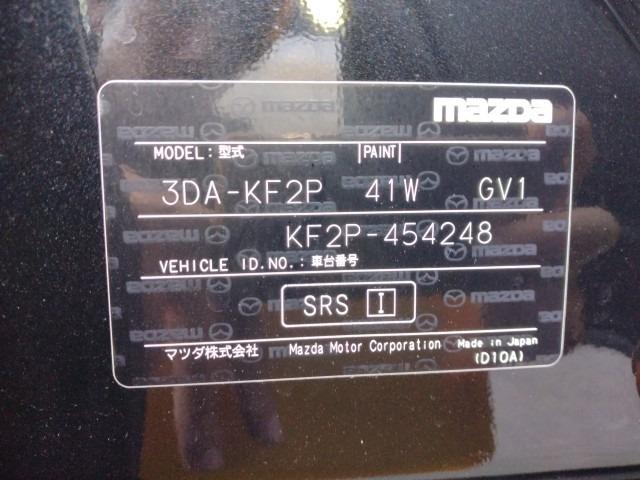 mazda
MODEL: 型式 PAINT
3DA-KF2P 41W GV1
KF2P-454248
VEHICLE ID.NO.: 車台番号
SRS I
マツダ株式会社 Mazda Motor Corporation Made in Japan
(D10A)